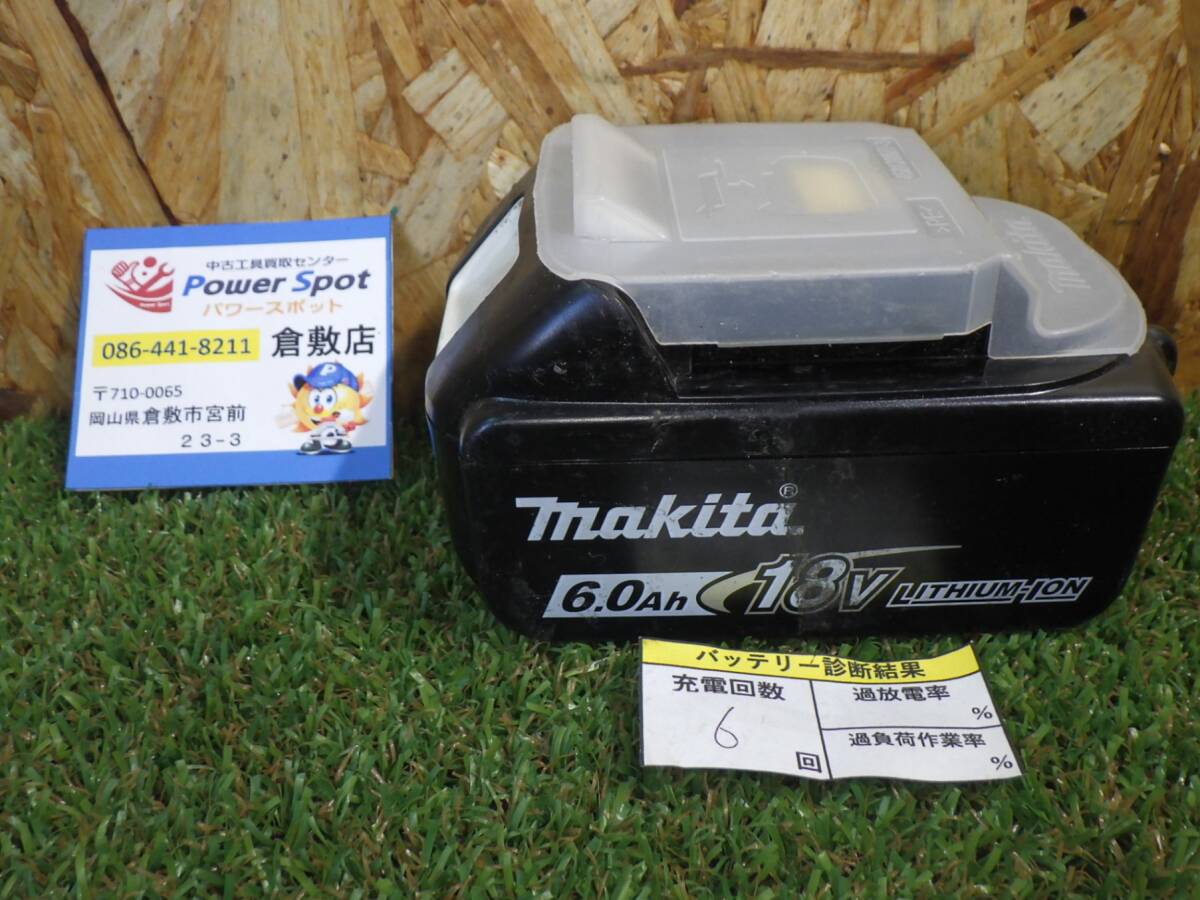 中古工具買取センター
Power Spot
Power Spot
パワースポット
086-441-8211 倉敷店
〒710-0065
岡山県倉敷市宮前
23-3
P
makita®
6.0Ah 18V LITHIUM-ION
バッテリー診断結果
充電回数
6
回
過放電率
%
過負荷作業率
%